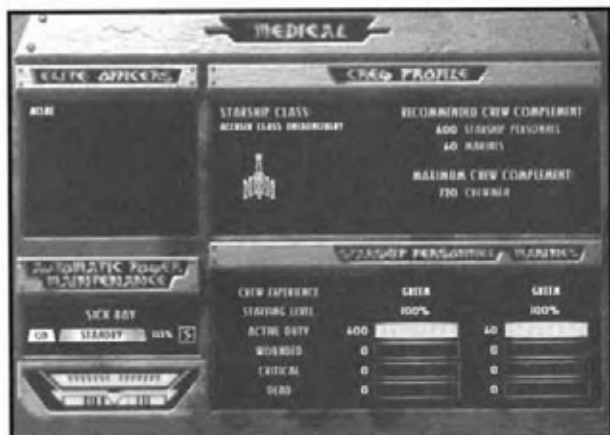 MEDICAL
ELITE OFFICERS
CREW PROFILE
NONE
STARSHIP CLASS:
RECOMMENDED CREW COMPLEMENT:
600 STARSHIP PERSONNEL
60 MARINES
MAXIMUM CREW COMPLEMENT:
720 CREWMEN
STARSHIP PERSONNEL / MARINES
AUTOMATIC POWER
MAINTENANCE
CREW EXPERIENCE GREEN GREEN
SICK BAY
STAFFING LEVEL 100% 100%
STANDBY S
ACTIVE DUTY 600 60
WOUNDED 0 0
CRITICAL 0 0
DEAD 0 0